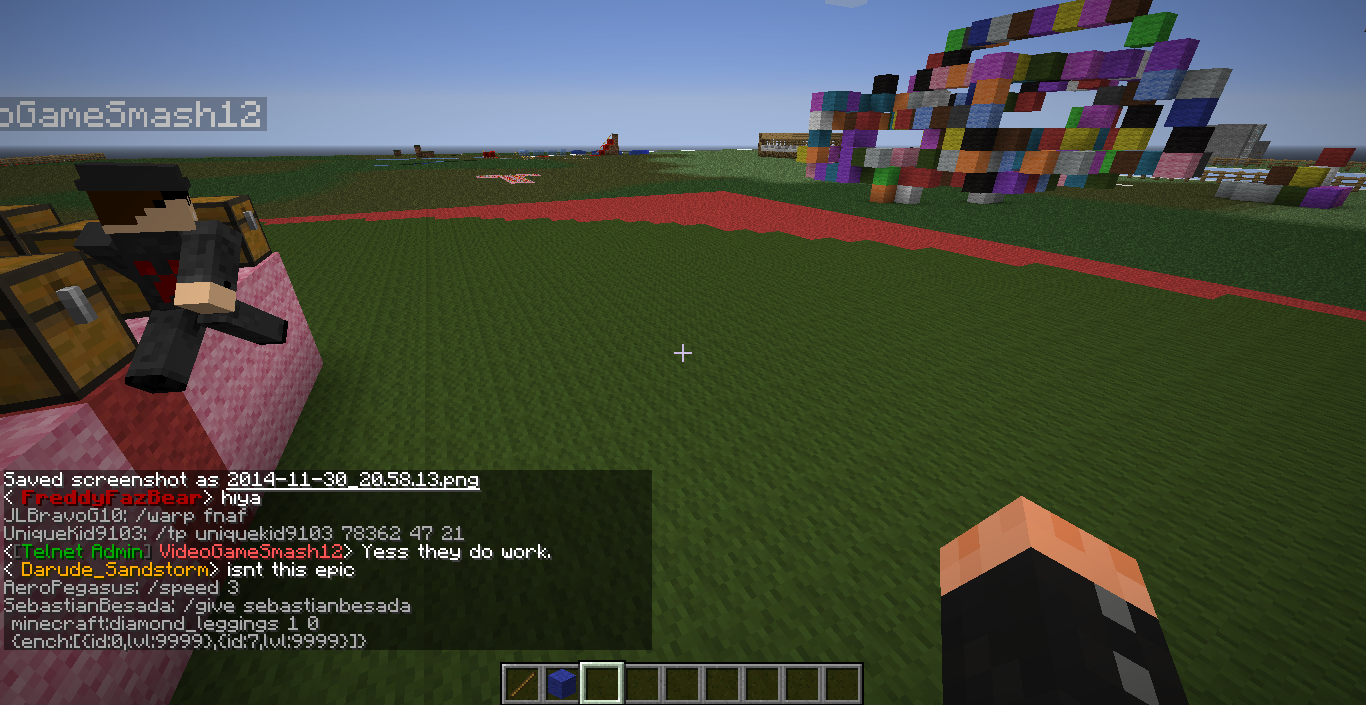 oGameSmash12
Saved screenshot as 2014-11-30_20.58.13.png
< FreddyFazBear> hiya
JLBravoG10: /warp fnaf
UniqueKid9103: /tp uniquekid9103 78362 47 21
<[Telnet Admin] VideoGameSmash12> Yess they do work.
< Darude_Sandstorm> isnt this epic
AeroPegasus: /speed 3
SebastianBesada: /give sebastianbesada
minecraft:diamond_leggings 1 0
{ench:[{id:0,lvl:9999},{id:7,lvl:9999}]}